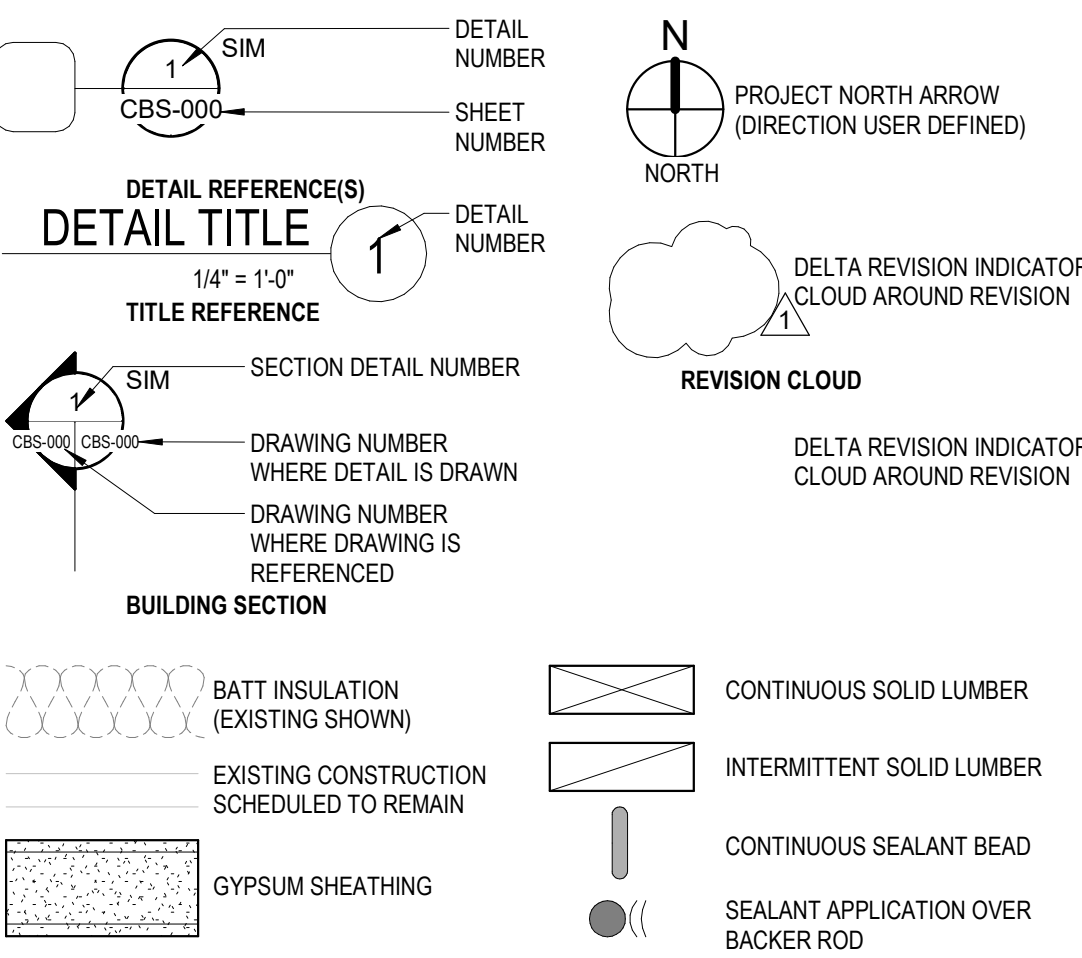 DETAIL
NUMBER
SIM
1
CBS-000
SHEET
NUMBER
DETAIL REFERENCE(S)
DETAIL TITLE
1
DETAIL
NUMBER
1/4" = 1'-0"
TITLE REFERENCE
SIM
SECTION DETAIL NUMBER
1
CBS-000 CBS-000
DRAWING NUMBER
WHERE DETAIL IS DRAWN
DRAWING NUMBER
WHERE DRAWING IS
REFERENCED
BUILDING SECTION
N
PROJECT NORTH ARROW
(DIRECTION USER DEFINED)
NORTH
DELTA REVISION INDICATOR
CLOUD AROUND REVISION
1
REVISION CLOUD
DELTA REVISION INDICATOR
CLOUD AROUND REVISION
BATT INSULATION
(EXISTING SHOWN)
EXISTING CONSTRUCTION
SCHEDULED TO REMAIN
GYPSUM SHEATHING
CONTINUOUS SOLID LUMBER
INTERMITTENT SOLID LUMBER
CONTINUOUS SEALANT BEAD
SEALANT APPLICATION OVER
BACKER ROD